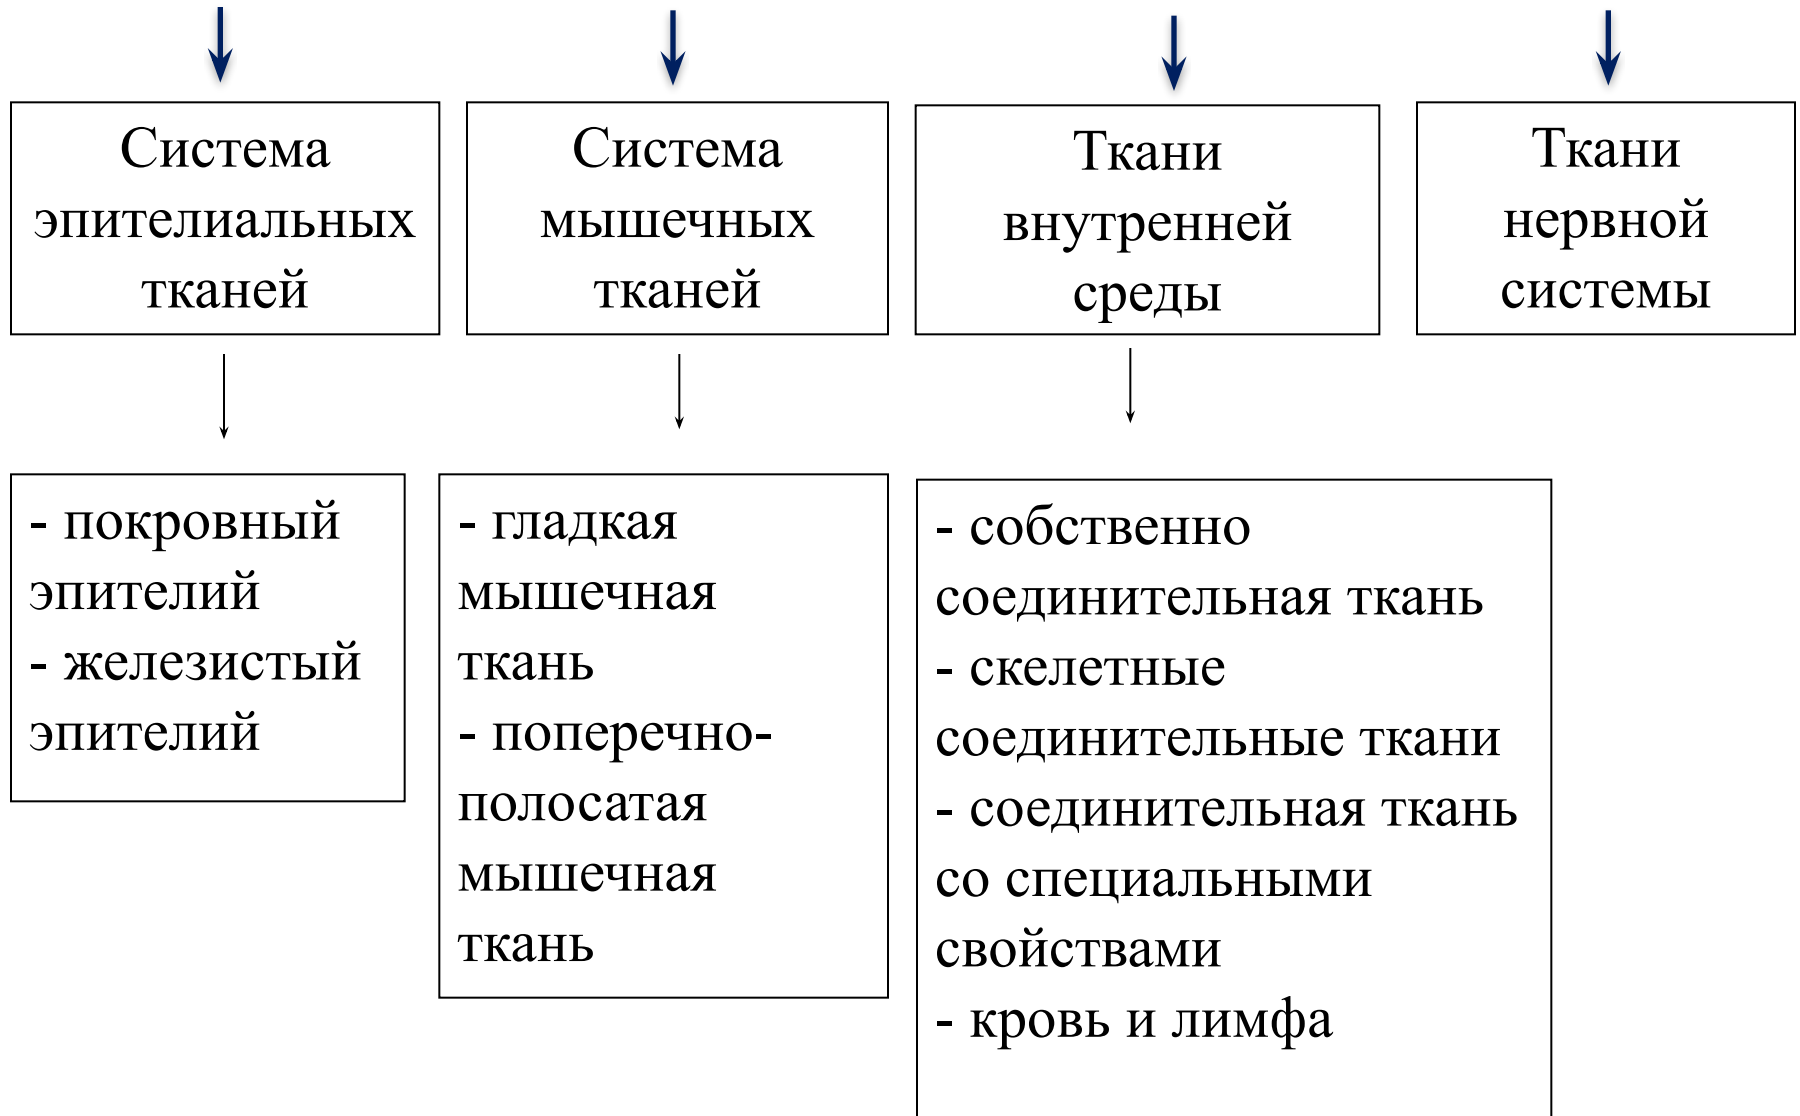 Система
эпителиальных
тканей
Система
мышечных
тканей
Ткани
внутренней
среды
Ткани
нервной
системы
- покровный
эпителий
- железистый
эпителий
- гладкая
мышечная
ткань
- поперечно-
полосатая
мышечная
ткань
- собственно
соединительная ткань
- скелетные
соединительные ткани
- соединительная ткань
со специальными
свойствами
- кровь и лимфа